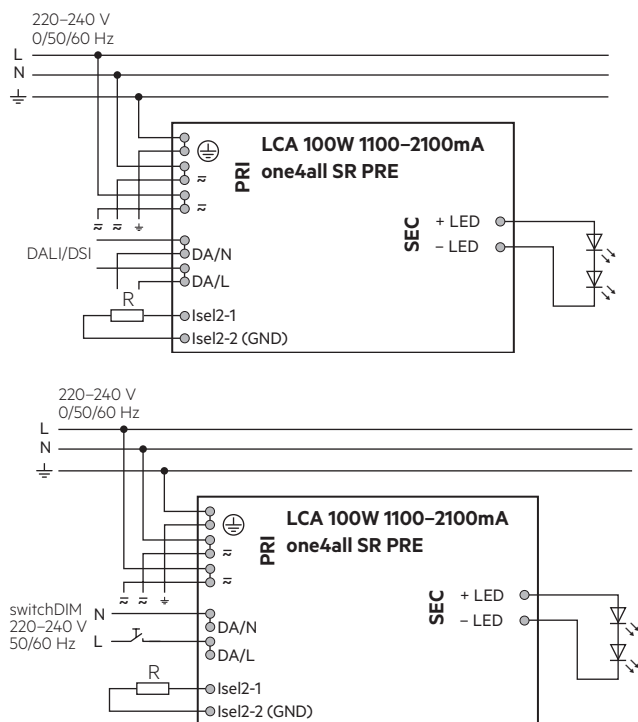 220–240 V
0/50/60 Hz
L
N
LCA 100W 1100–2100mA
one4all SR PRE
PRI
SEC
+ LED
– LED
DALI/DSI
DA/N
DA/L
R
Isel2-1
Isel2-2 (GND)
220–240 V
0/50/60 Hz
L
N
LCA 100W 1100–2100mA
one4all SR PRE
PRI
SEC
+ LED
– LED
switchDIM N
220–240 V
L
50/60 Hz
DA/N
DA/L
R
Isel2-1
Isel2-2 (GND)